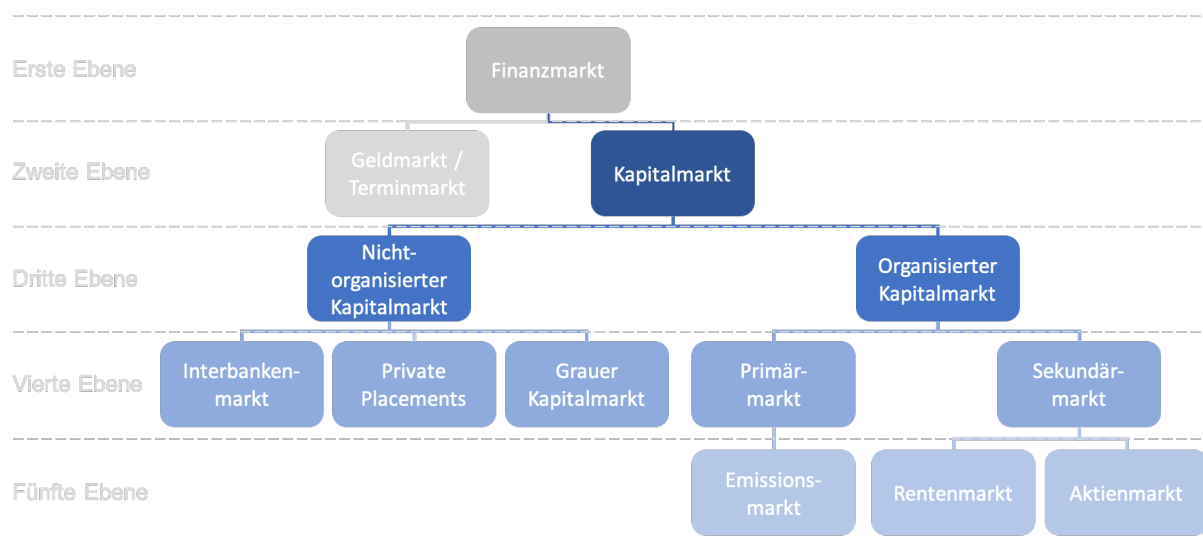 Erste Ebene
Finanzmarkt
Zweite Ebene
Geldmarkt /
Terminmarkt
Kapitalmarkt
Dritte Ebene
Nicht-
organisierter
Kapitalmarkt
Organisierter
Kapitalmarkt
Vierte Ebene
Interbanken-
markt
Private
Placements
Grauer
Kapitalmarkt
Primär-
markt
Sekundär-
markt
Fünfte Ebene
Emissions-
markt
Rentenmarkt
Aktienmarkt